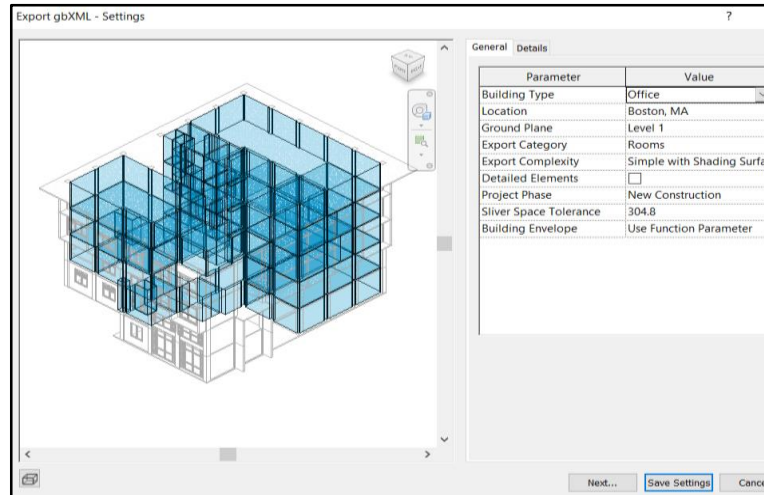 Export gbXML - Settings ?
General Details
Parameter Value
Building Type Office
Location Boston, MA
Ground Plane Level 1
Export Category Rooms
Export Complexity Simple with Shading Surfa
Detailed Elements
Project Phase New Construction
Sliver Space Tolerance 304.8
Building Envelope Use Function Parameter
Next... Save Settings Cance